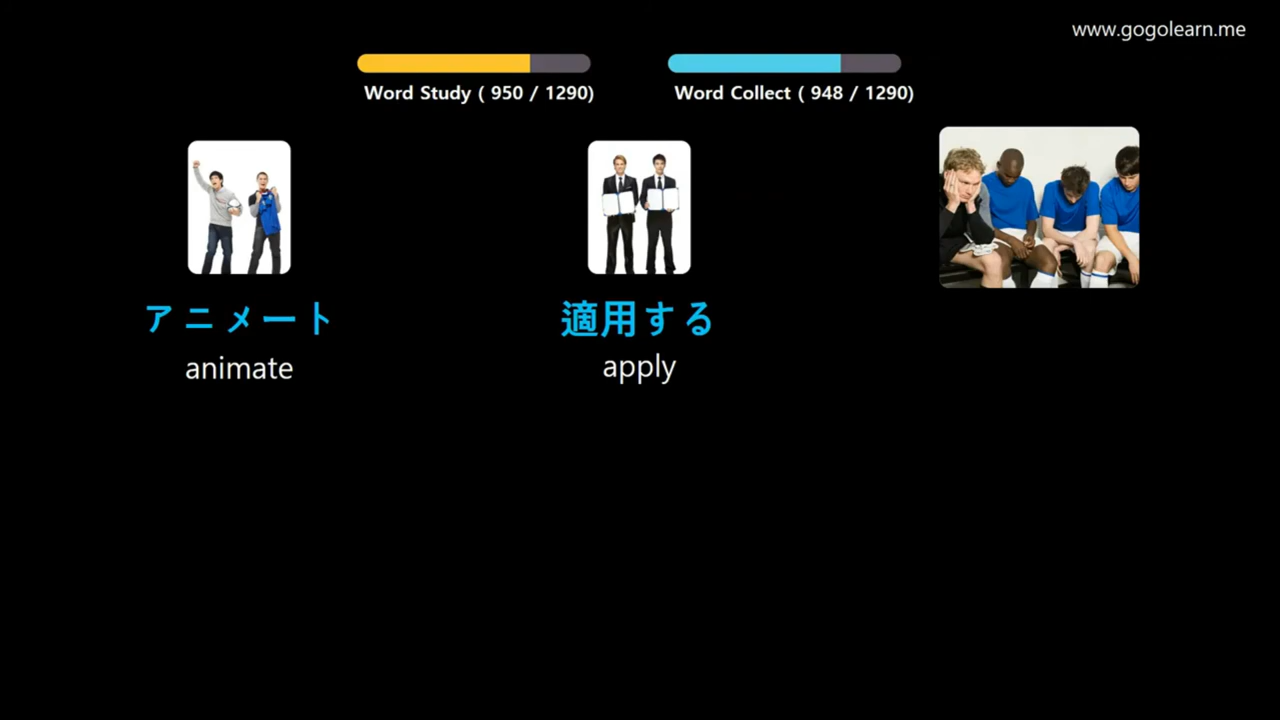 www.gogolearn.me
Word Study ( 950 / 1290)
Word Collect ( 948 / 1290)
アニメート
animate
適用する
apply